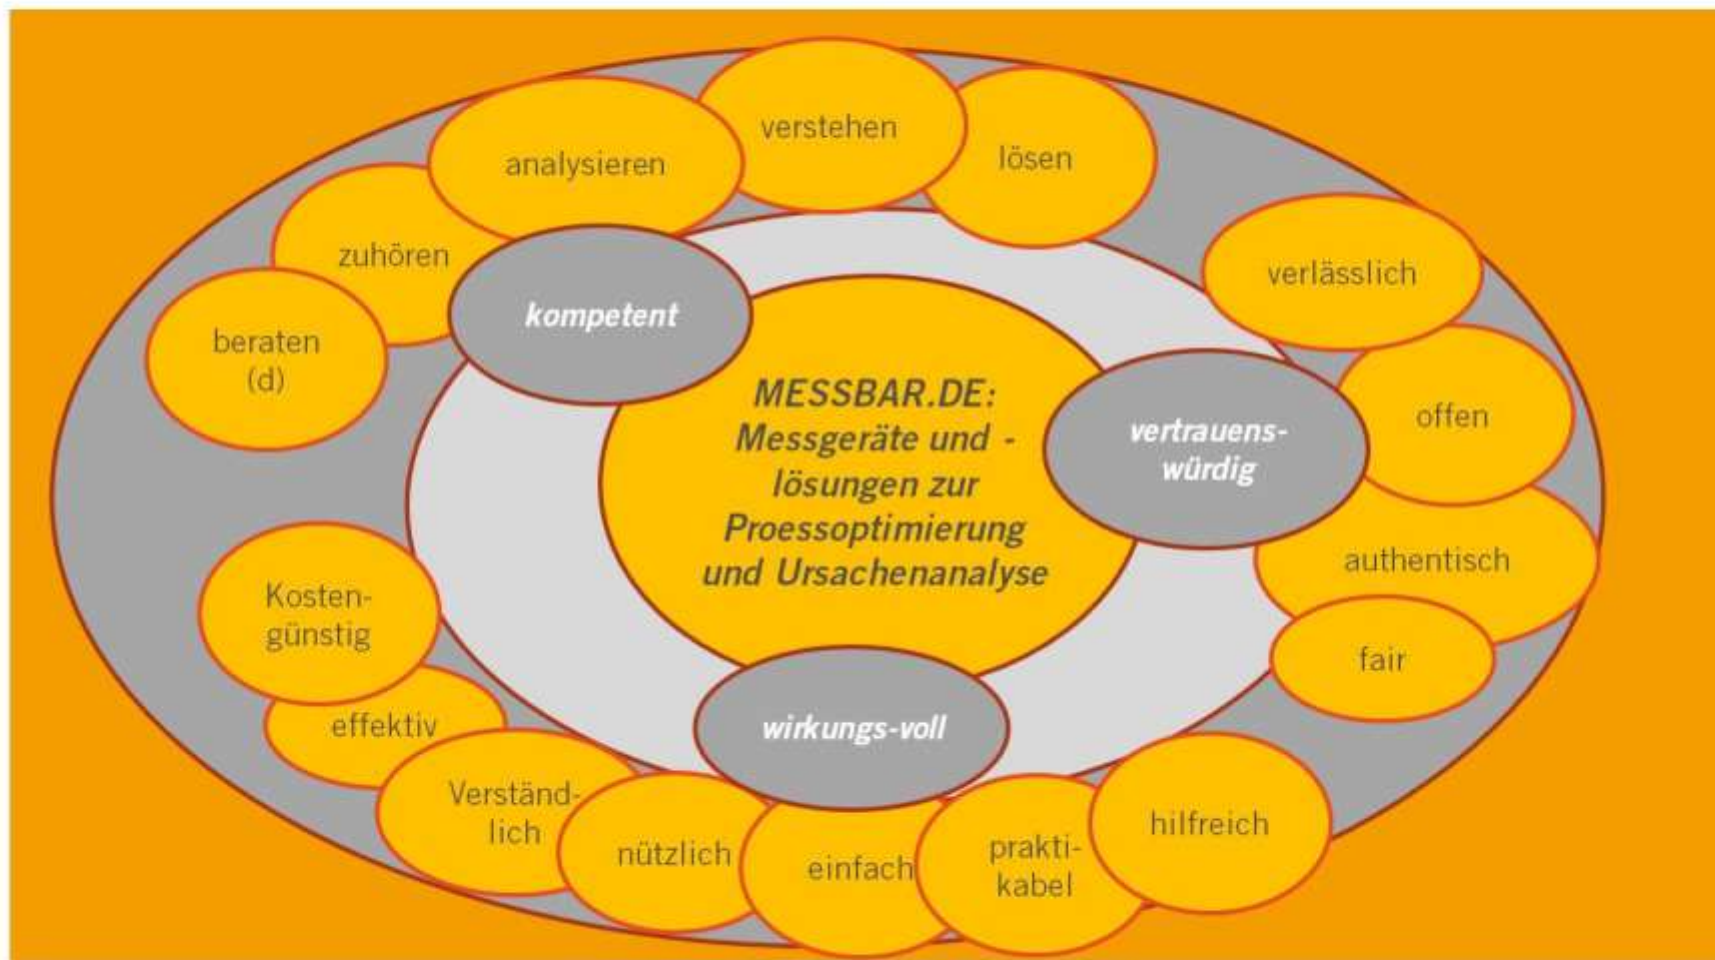 verstehen
lösen
analysieren
zuhören
beraten
(d)
kompetent
verlässlich
offen
vertrauens-
würdig
authentisch
fair
MESSBAR.DE:
Messgeräte und -
lösungen zur
Proessoptimierung
und Ursachenanalyse
wirkungs-voll
Kosten-
günstig
effektiv
Verständ-
lich
nützlich
einfach
prakti-
kabel
hilfreich